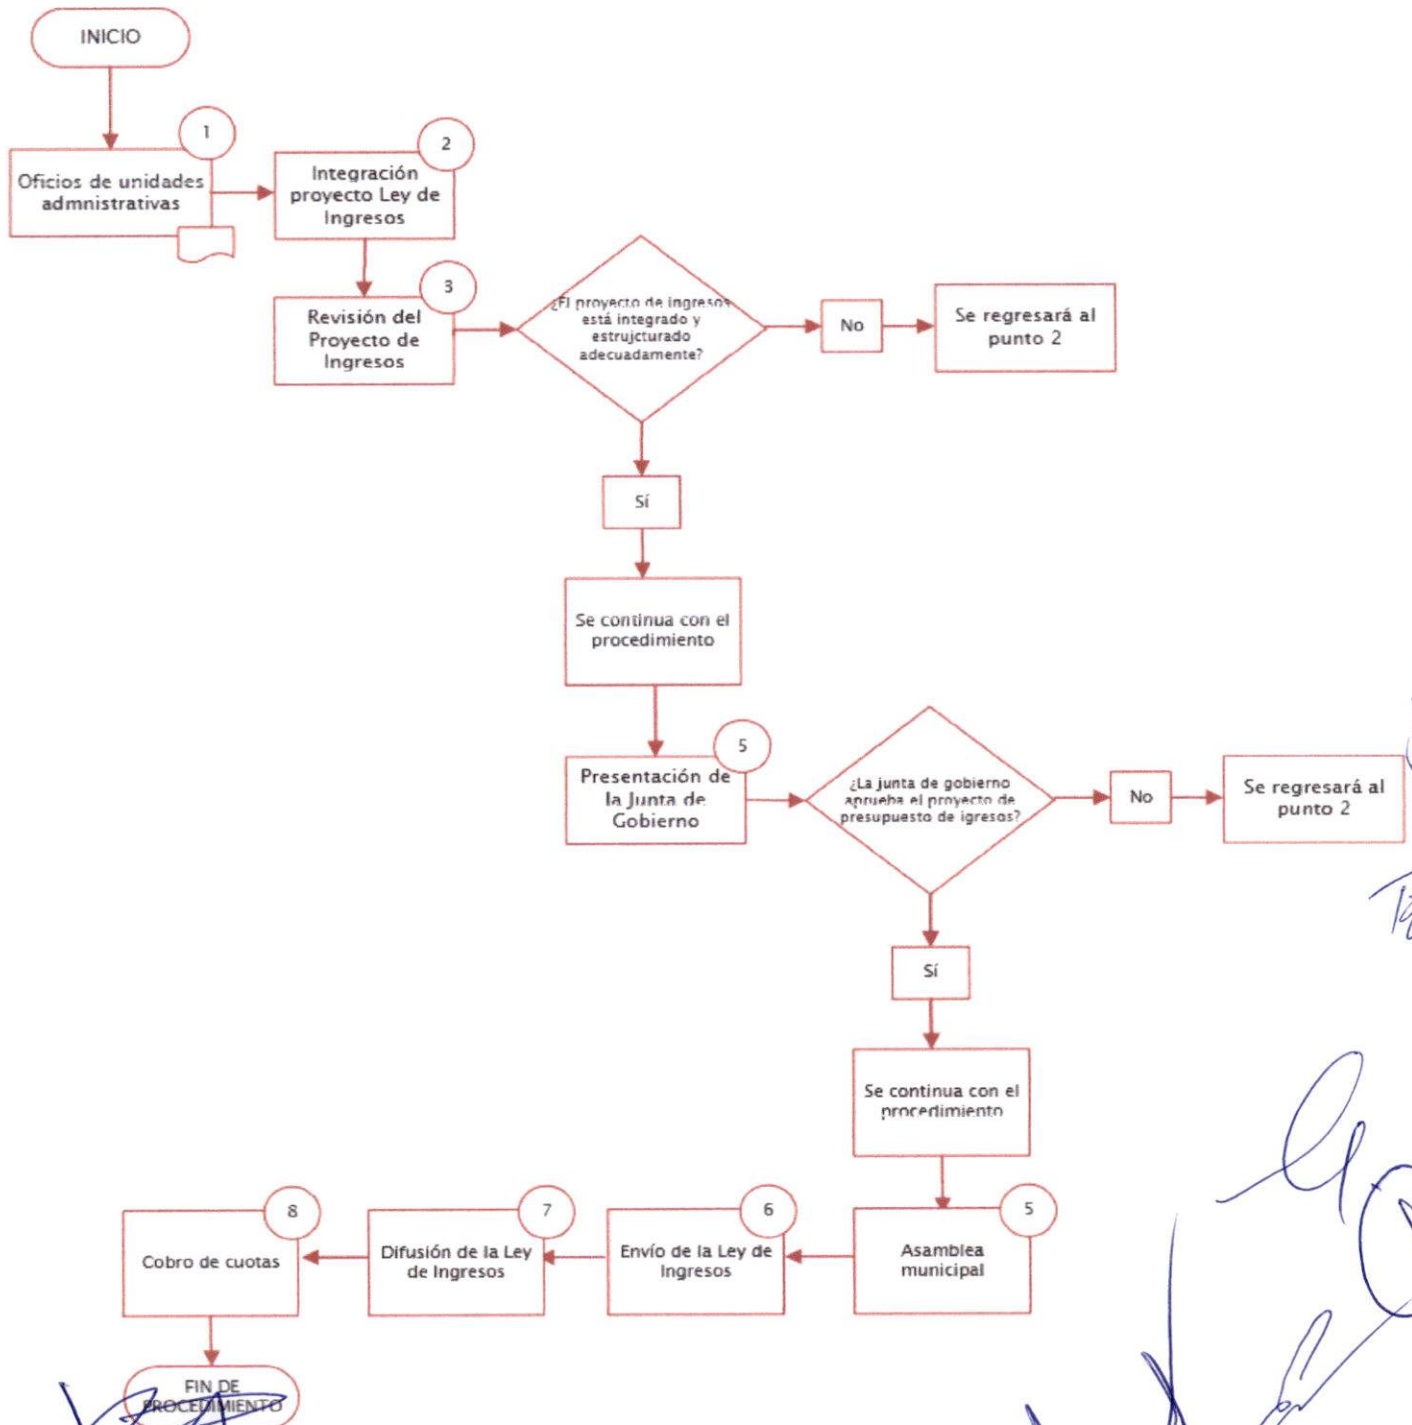 INICIO
1
Oficios de unidades
admnistrativas
2
Integración
proyecto Ley de
Ingresos
3
Revisión del
Proyecto de
Ingresos
¿El proyecto de ingresos
está integrado y
estrujcturado
adecuadamente?
No
Se regresará al
punto 2
Sí
Se continua con el
procedimiento
5
Presentación de
la Junta de
Gobierno
¿La junta de gobierno
aprueba el proyecto de
presupuesto de igresos?
No
Se regresará al
punto 2
Sí
Se continua con el
procedimiento
5
Asamblea
municipal
6
Envío de la Ley de
Ingresos
7
Difusión de la Ley
de Ingresos
8
Cobro de cuotas
FIN DE
PROCEDIMIENTO